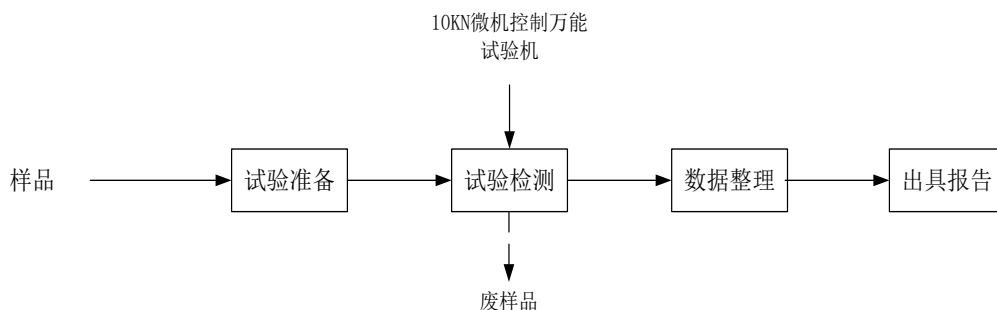 10KN微机控制万能
试验机
样品
试验准备
试验检测
数据整理
出具报告
废样品